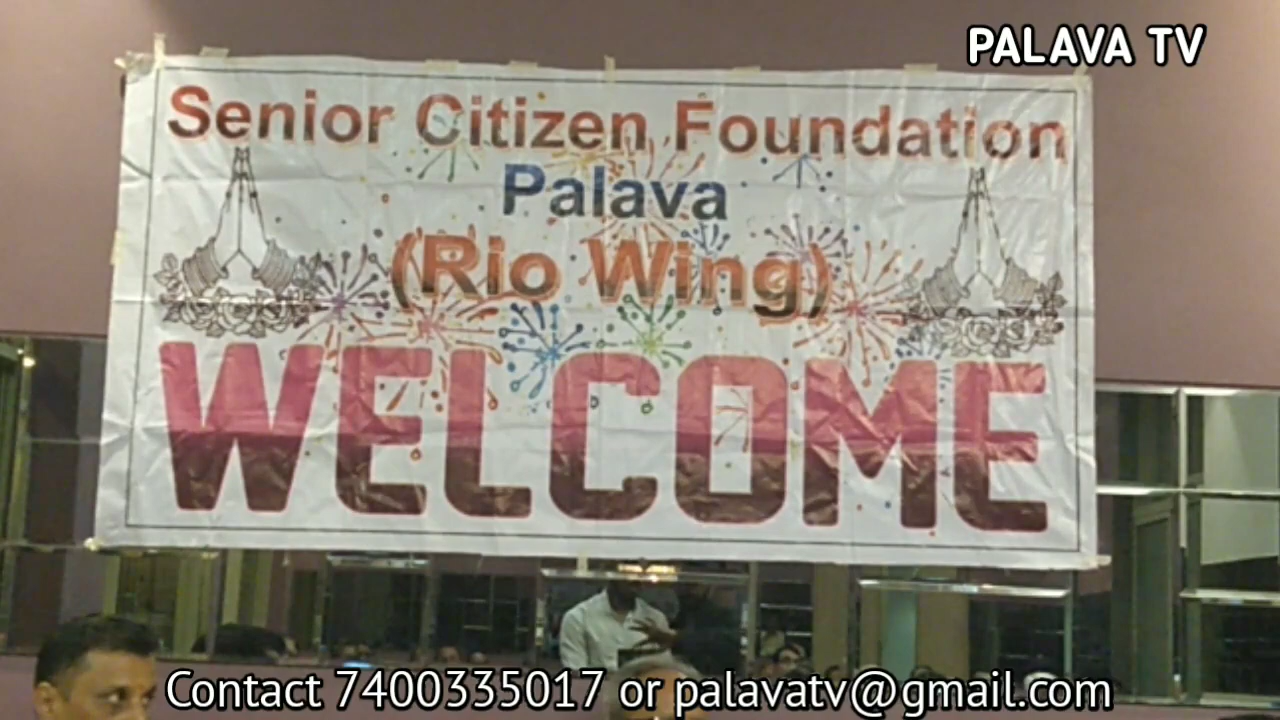 PALAVA TV
Senior Citizen Foundation
Palava
(Rio Wing)
WELCOME
Contact 7400335017 or palavatv@gmail.com